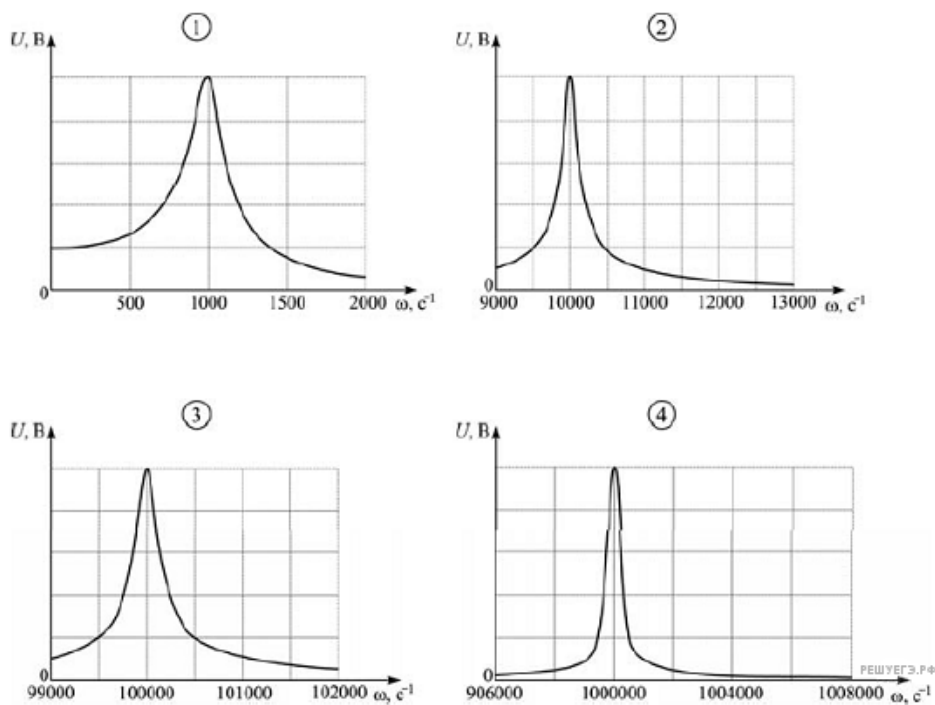 ① ②
U, В U, В
0 0
500 1000 1500 2000 ω, с⁻¹ 9000 10000 11000 12000 13000 ω, с⁻¹
③ ④
U, В U, В
0 0
99000 100000 101000 102000 ω, с⁻¹ 906000 1000000 1004000 1008000 ω, с⁻¹
РЕШУЕГЭ.РФ